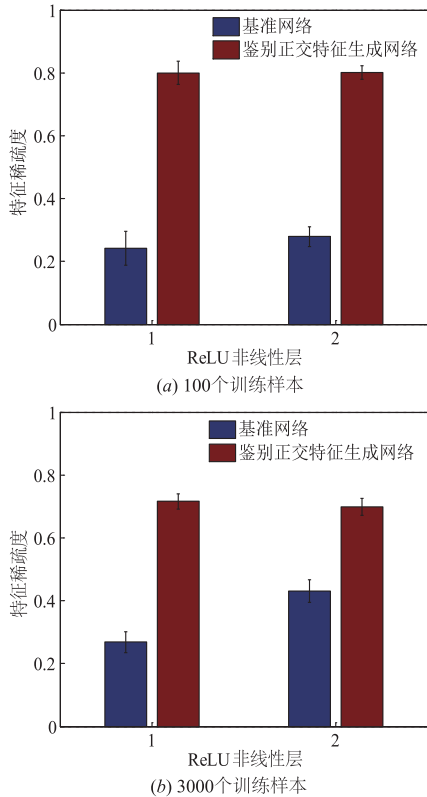 基准网络
鉴别正交特征生成网络
1
0.8
0.6
0.4
0.2
0
特征稀疏度
1
2
ReLU 非线性层
(a) 100个训练样本
基准网络
鉴别正交特征生成网络
1
0.8
0.6
0.4
0.2
0
特征稀疏度
1
2
ReLU 非线性层
(b) 3000个训练样本